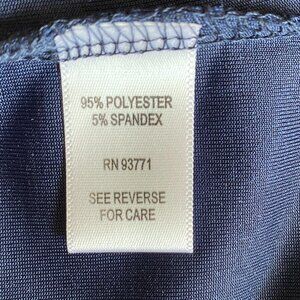 95% POLYESTER
5% SPANDEX
RN 93771
SEE REVERSE
FOR CARE